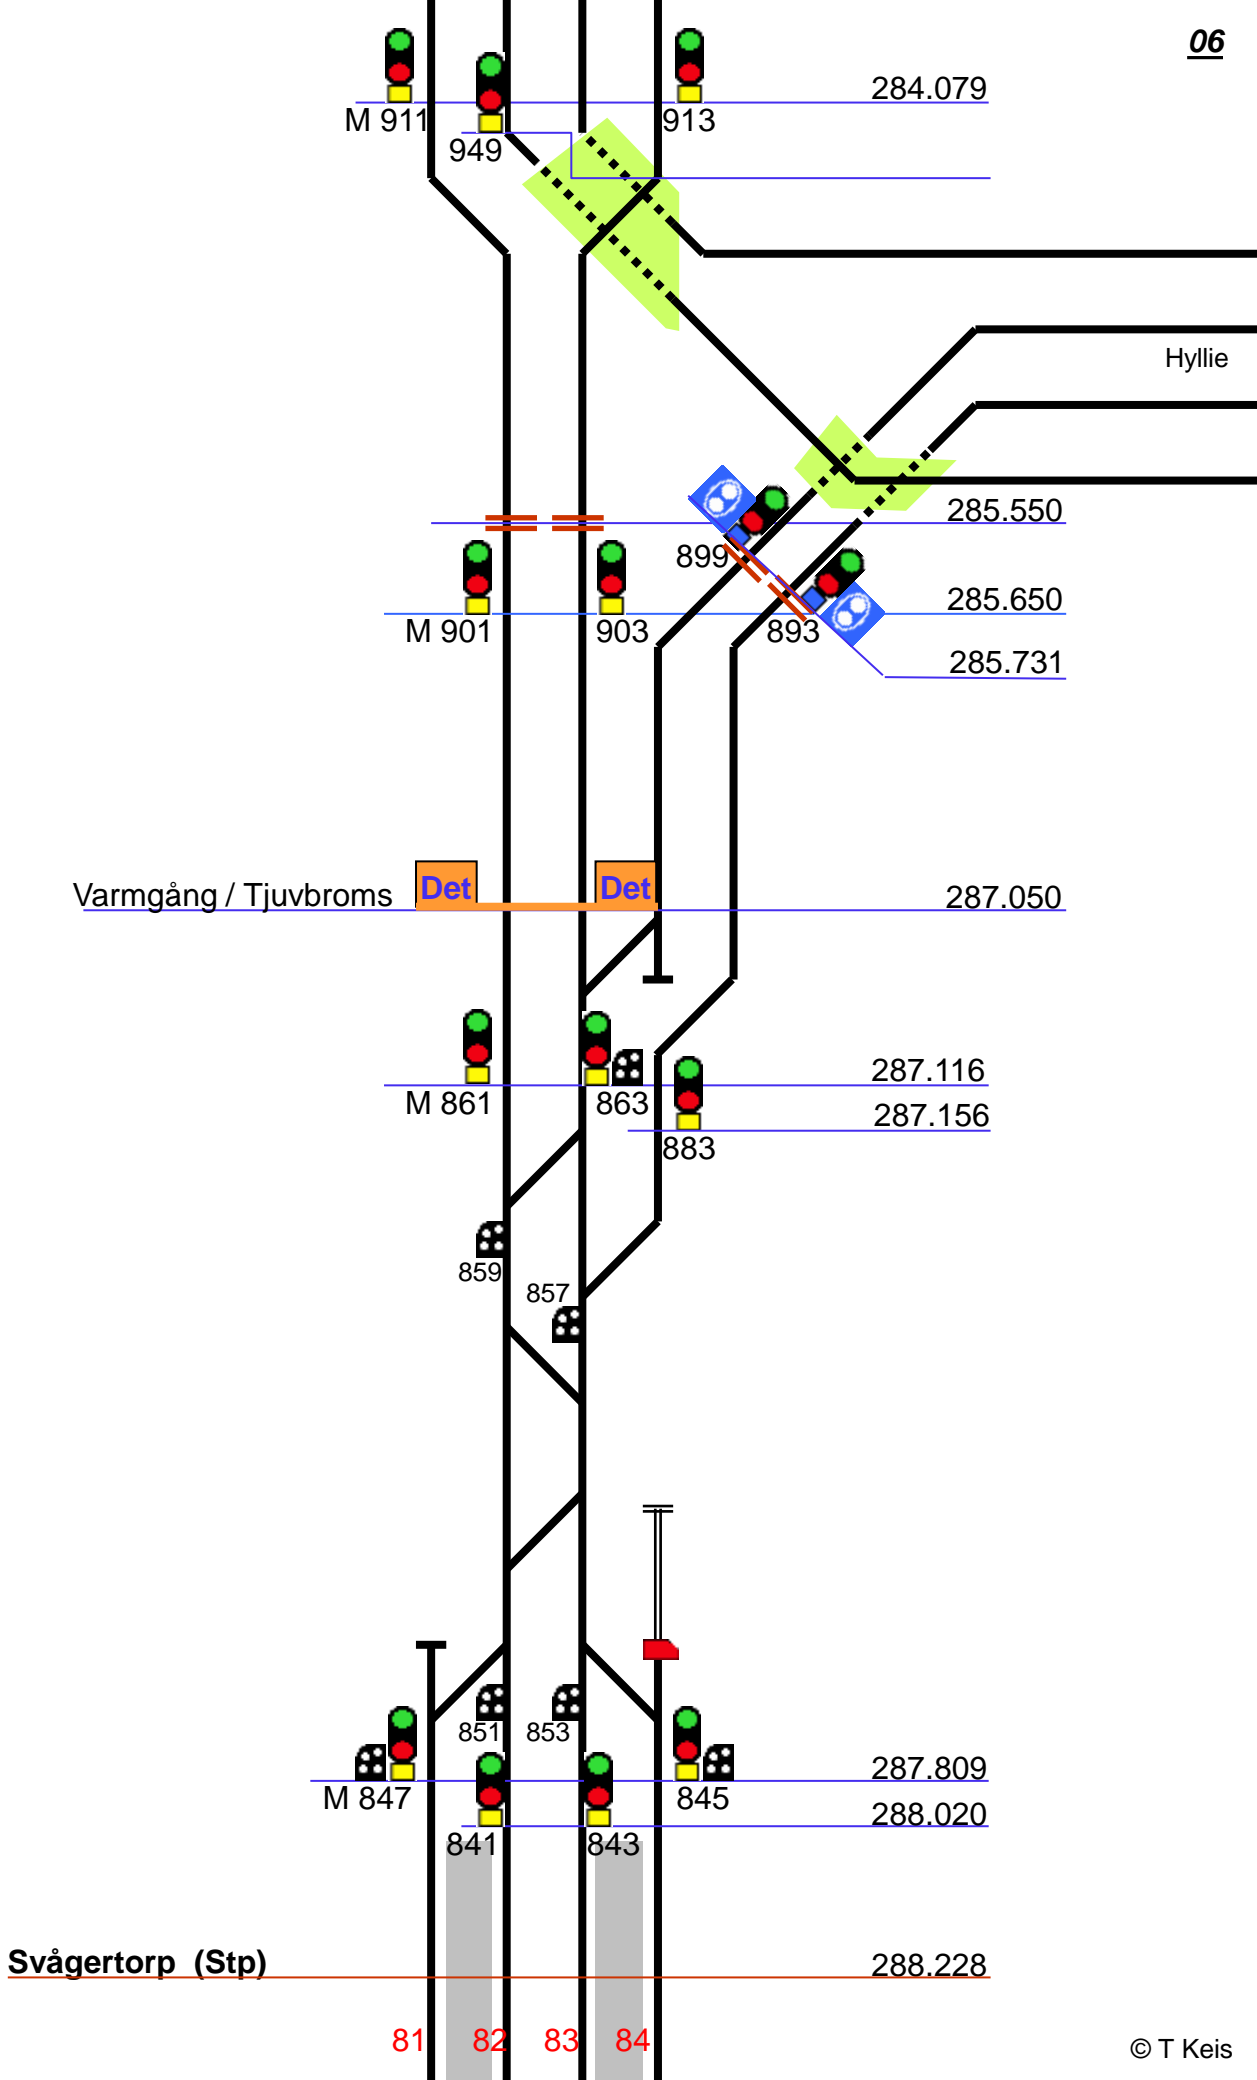 06
284.079
M 911
913
949
Hyllie
285.550
899
285.650
M 901
903
893
285.731
Varmgång / Tjuvbroms
Det
Det
287.050
287.116
M 861
863
287.156
883
859
857
851
853
287.809
M 847
845
288.020
841
843
Svågertorp (Stp)
288.228
81
82
83
84
© T Keis